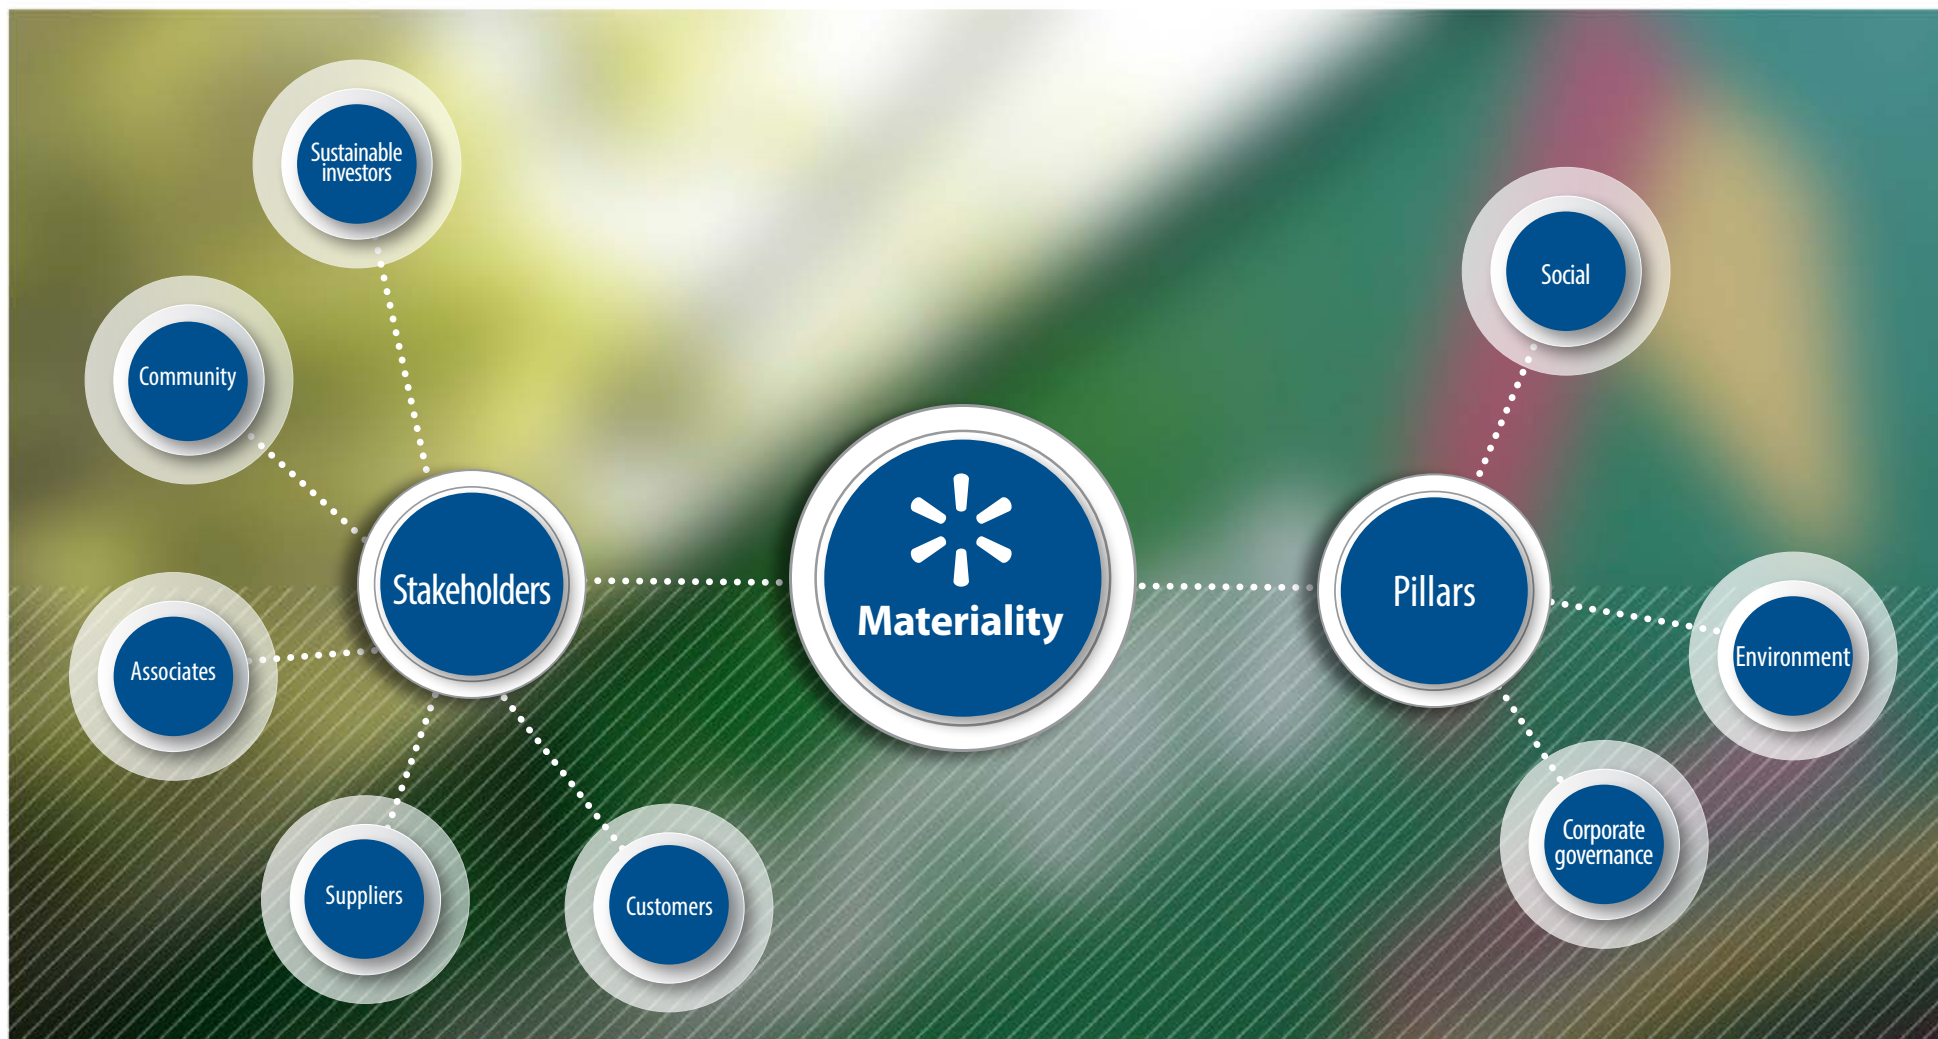 Sustainable
investors
Community
Associates
Suppliers
Customers
Stakeholders
Materiality
Pillars
Social
Environment
Corporate
governance